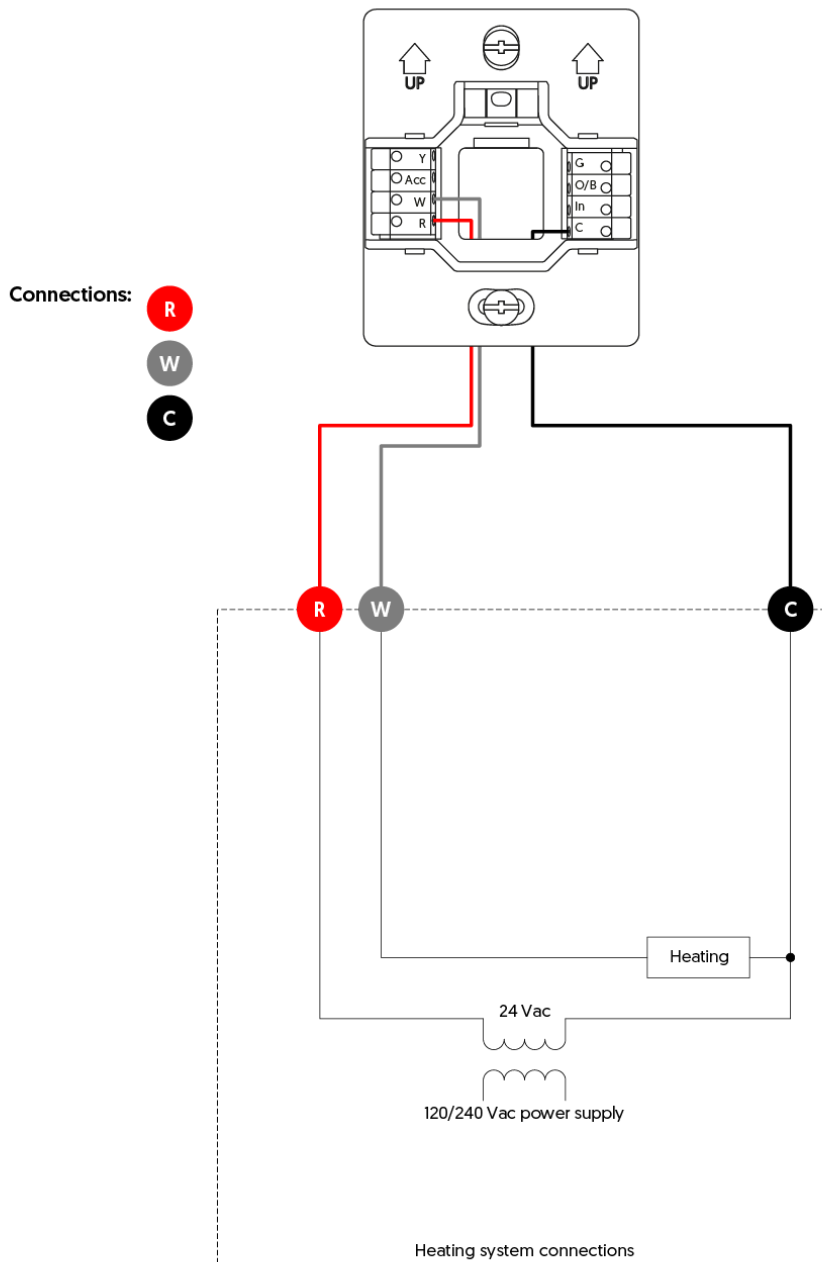 UP
UP
Y
Acc
W
R
G
O/B
In
C
Connections:
R
W
C
R
W
C
Heating
24 Vac
120/240 Vac power supply
Heating system connections